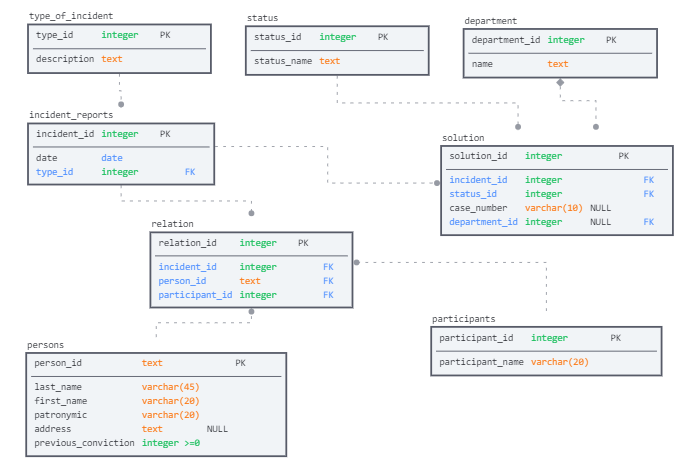 type_of_incident
type_id integer PK
description text
status
status_id integer PK
status_name text
department
department_id integer PK
name text
incident_reports
incident_id integer PK
date date
type_id integer FK
solution
solution_id integer PK
incident_id integer FK
status_id integer FK
case_number varchar(10) NULL
department_id integer NULL FK
relation
relation_id integer PK
incident_id integer FK
person_id text FK
participant_id integer FK
participants
participant_id integer PK
participant_name varchar(20)
persons
person_id text PK
last_name varchar(45)
first_name varchar(20)
patronymic varchar(20)
address text NULL
previous_conviction integer >=0